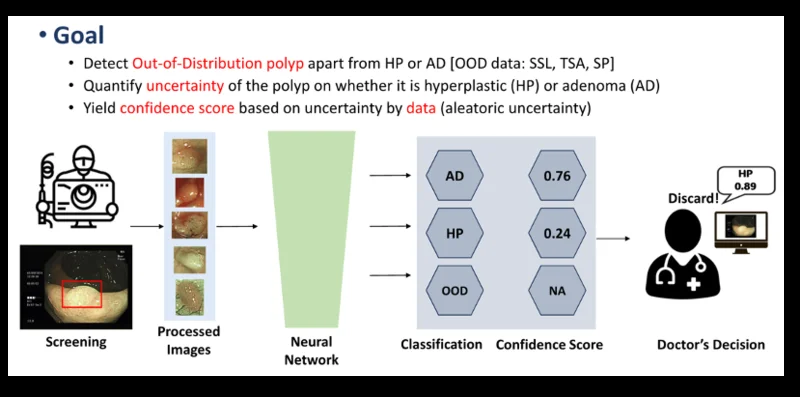 • Goal
• Detect Out-of-Distribution polyp apart from HP or AD [OOD data: SSL, TSA, SP]
• Quantify uncertainty of the polyp on whether it is hyperplastic (HP) or adenoma (AD)
• Yield confidence score based on uncertainty by data (aleatoric uncertainty)
AD
0.76
HP
0.24
OOD
NA
HP
0.89
Discard!
Screening
Processed
Images
Neural
Network
Classification
Confidence Score
Doctor's Decision